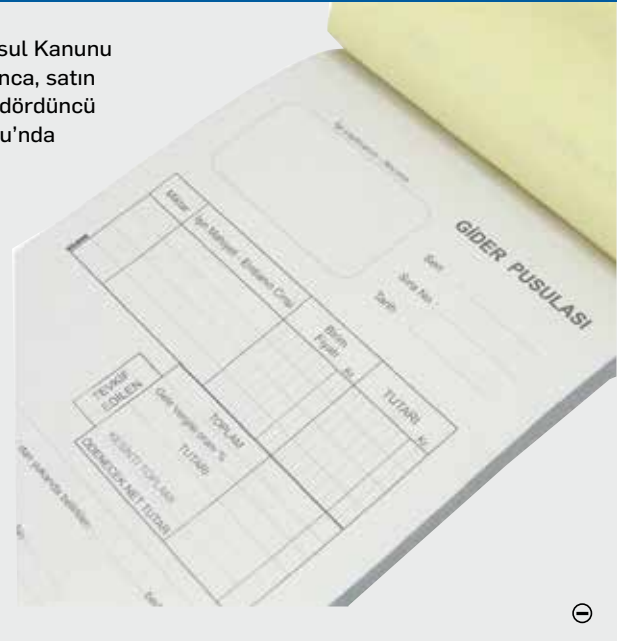 sul Kanunu
nca, satın
dördüncü
u'nda
GİDER PUSULASI
Seri
Sıra No :
Tarih
Miktar
İşin Mahiyeti - Emtianın Cinsi
Birim
Fiyatı
Kr.
TUTARI
Kr.
TEVKİF
EDİLEN
TOPLAM
Gelir Vergisi oranı %
TUTARI
KESİNTİ TOPLAMI
ÖDENECEK NET TUTAR